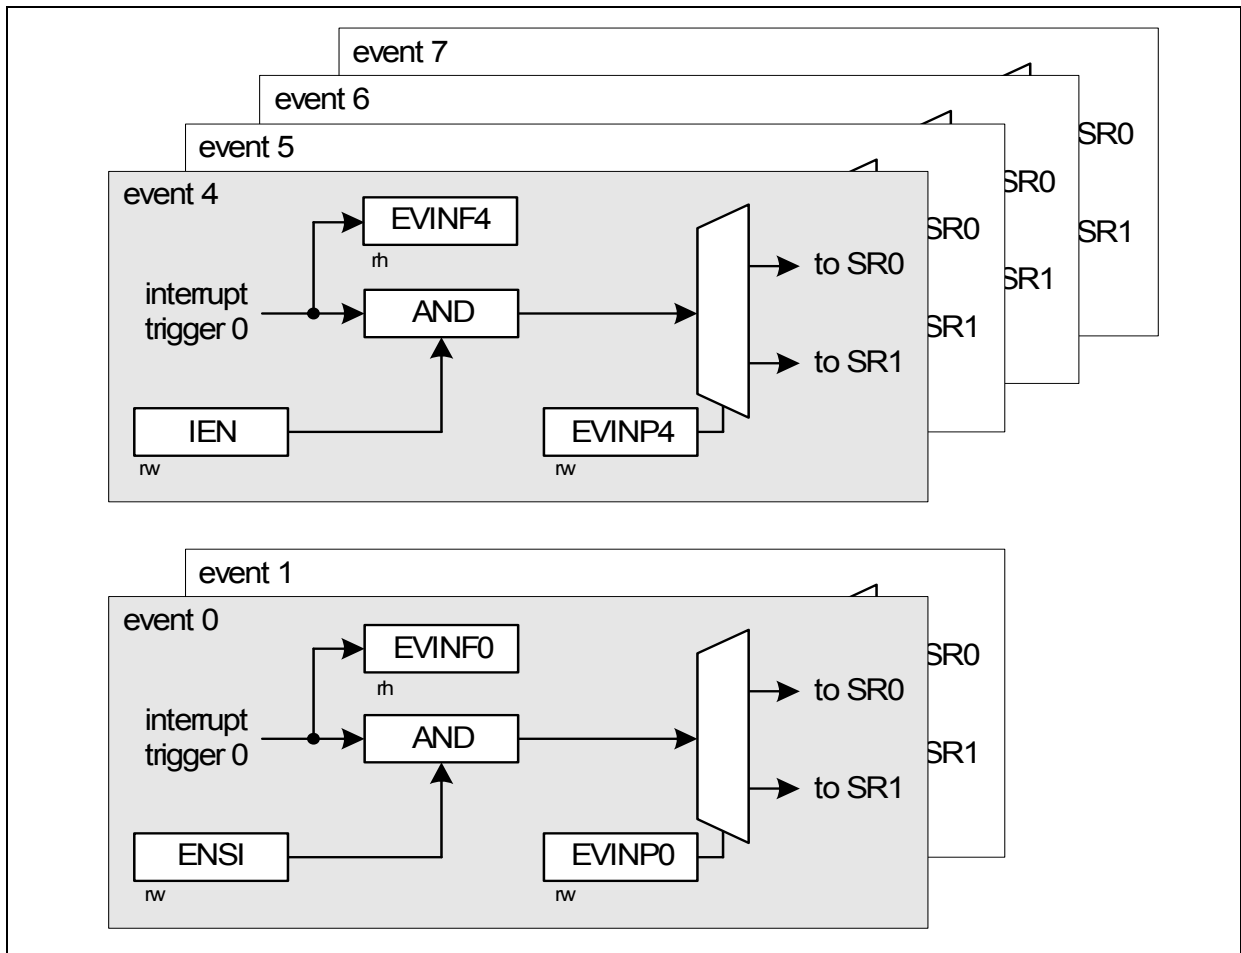 event 7
event 6
event 5
event 4
SR0
SR0
SR0
SR1
SR1
SR1
EVINF4
rh
interrupt
trigger 0
AND
to SR0
to SR1
IEN
rw
EVINP4
rw
event 1
event 0
SR0
SR1
EVINF0
rh
interrupt
trigger 0
AND
to SR0
to SR1
ENSI
rw
EVINP0
rw